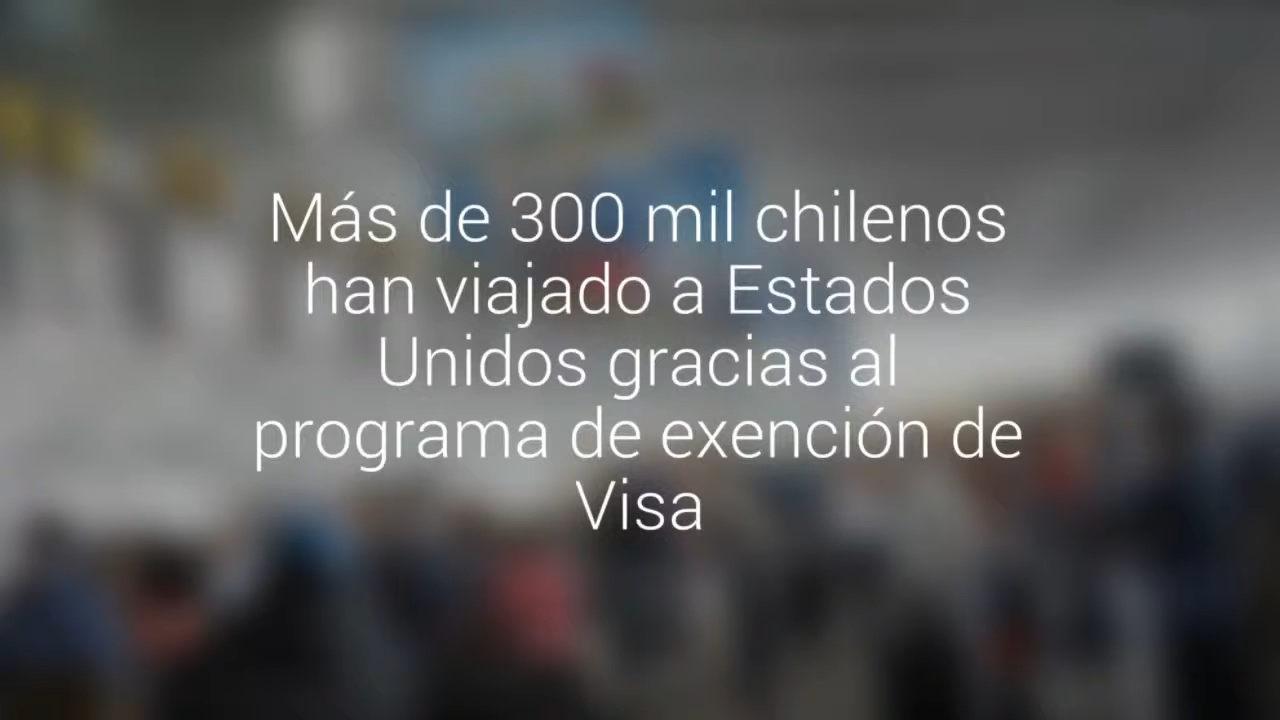 Más de 300 mil chilenos
han viajado a Estados
Unidos gracias al
programa de exención de
Visa